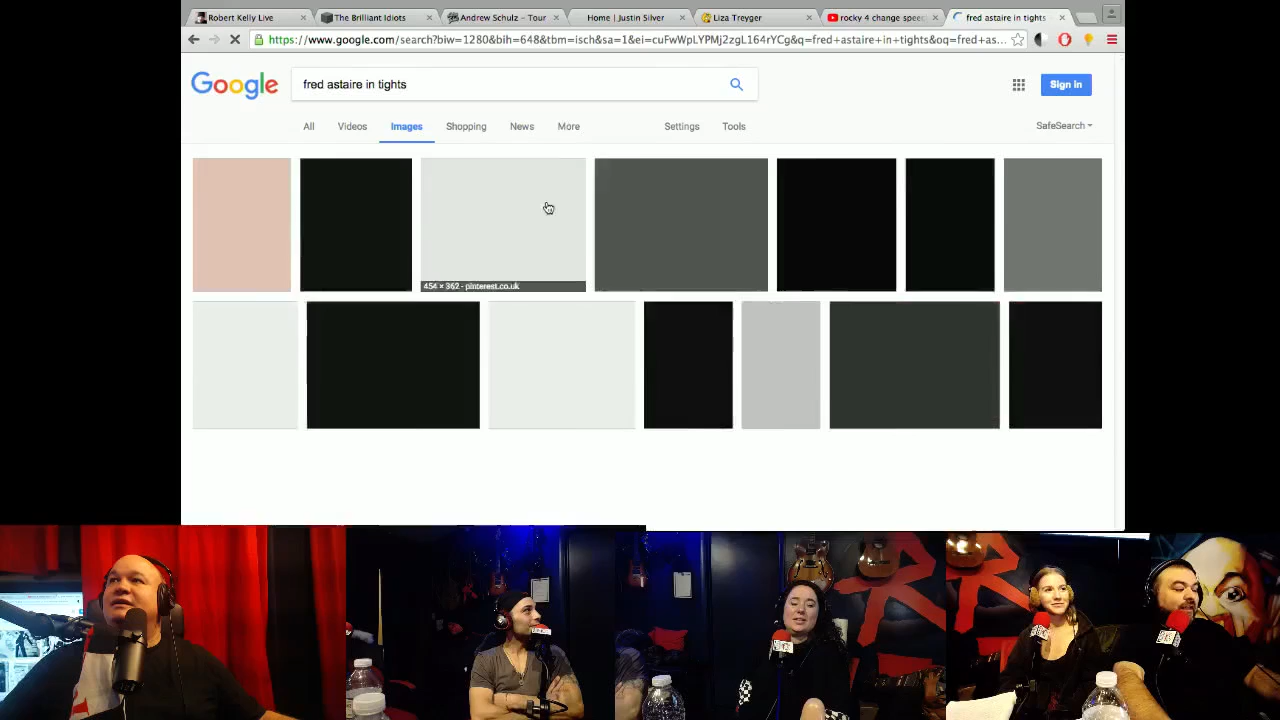 Robert Kelly Live
The Brilliant Idiots
Andrew Schulz - Tour
Home | Justin Silver
Liza Treyger
rocky 4 change speec
fred astaire in tights
https://www.google.com/search?biw=1280&bih=648&tbm=isch&sa=1&ei=cuFwWpLYPMj2zgL164rYCg&q=fred+astaire+in+tights&oq=fred+as...
Google
fred astaire in tights
Sign in
All
Videos
Images
Shopping
News
More
Settings
Tools
SafeSearch
454 × 362 - pinterest.co.uk